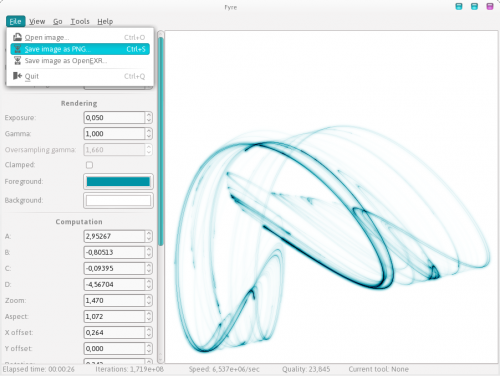 Fyre
File View Go Tools Help
Open image... Ctrl+O
Save image as PNG... Ctrl+S
Save image as OpenEXR...
Quit Ctrl+Q
Rendering
Exposure: 0,050
Gamma: 1,000
Oversampling gamma: 1,660
Clamped:
Foreground:
Background:
Computation
A: 2,95267
B: -0,80513
C: -0,09395
D: -4,56704
Zoom: 1,470
Aspect: 1,072
X offset: 0,264
Y offset: 0,000
Elapsed time: 00:00:26 Iterations: 1,719e+08 Speed: 6,537e+06/sec Quality: 23,845 Current tool: None